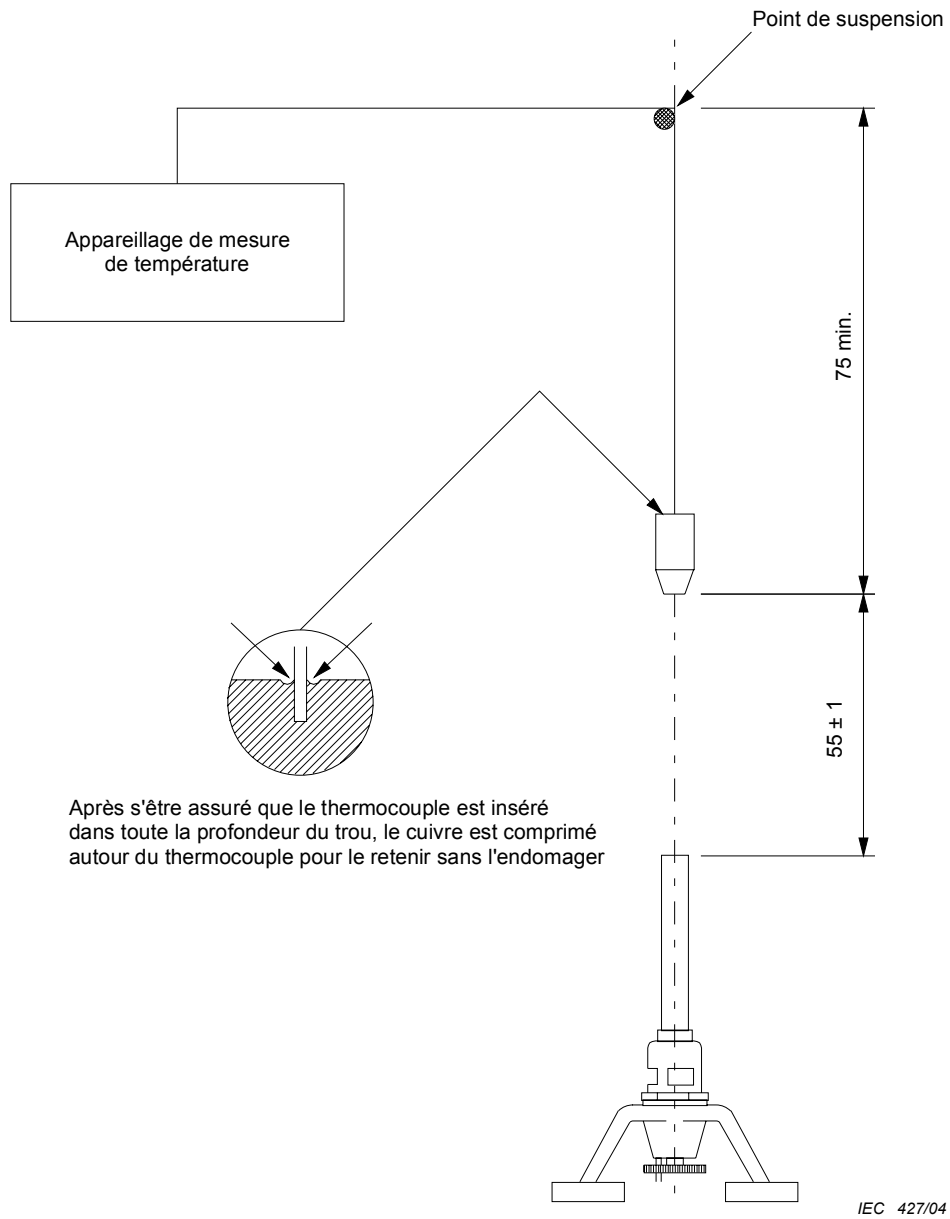 Point de suspension
Appareillage de mesure
de température
75 min.
55 ± 1
Après s'être assuré que le thermocouple est inséré
dans toute la profondeur du trou, le cuivre est comprimé
autour du thermocouple pour le retenir sans l'endomager
IEC 427/04